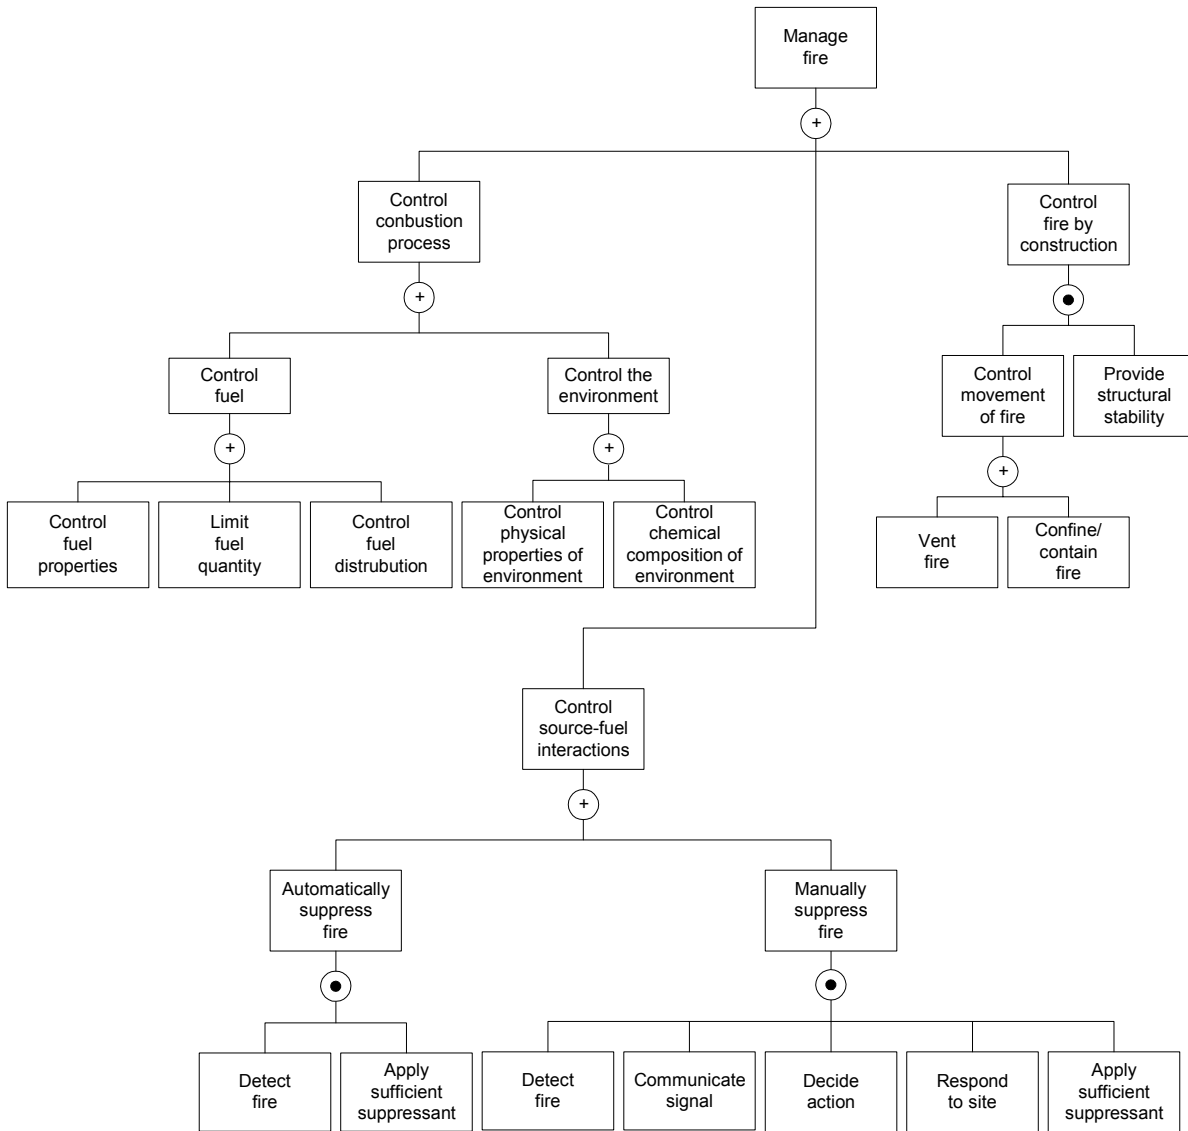 Manage
fire
+
Control
conbustion
process
Control
fire by
construction
+
Control
fuel
Control the
environment
Control
movement
of fire
Provide
structural
stability
+
+
+
Control
fuel
properties
Limit
fuel
quantity
Control
fuel
distrubution
Control
physical
properties of
environment
Control
chemical
composition of
environment
Vent
fire
Confine/
contain
fire
Control
source-fuel
interactions
+
Automatically
suppress
fire
Manually
suppress
fire
Detect
fire
Apply
sufficient
suppressant
Detect
fire
Communicate
signal
Decide
action
Respond
to site
Apply
sufficient
suppressant